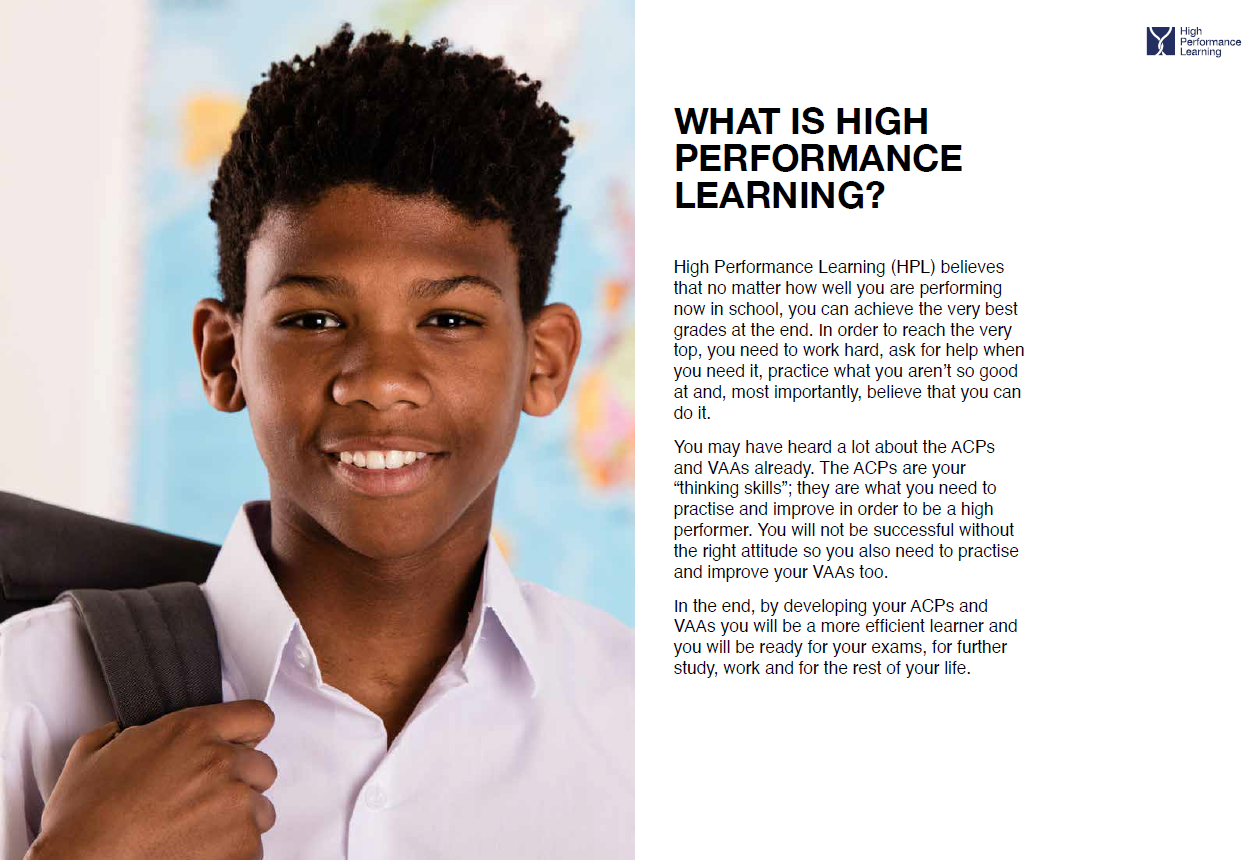 High
Performance
Learning
WHAT IS HIGH
PERFORMANCE
LEARNING?
High Performance Learning (HPL) believes
that no matter how well you are performing
now in school, you can achieve the very best
grades at the end. In order to reach the very
top, you need to work hard, ask for help when
you need it, practice what you aren’t so good
at and, most importantly, believe that you can
do it.
You may have heard a lot about the ACPs
and VAAs already. The ACPs are your
“thinking skills”; they are what you need to
practise and improve in order to be a high
performer. You will not be successful without
the right attitude so you also need to practise
and improve your VAAs too.
In the end, by developing your ACPs and
VAAs you will be a more efficient learner and
you will be ready for your exams, for further
study, work and for the rest of your life.